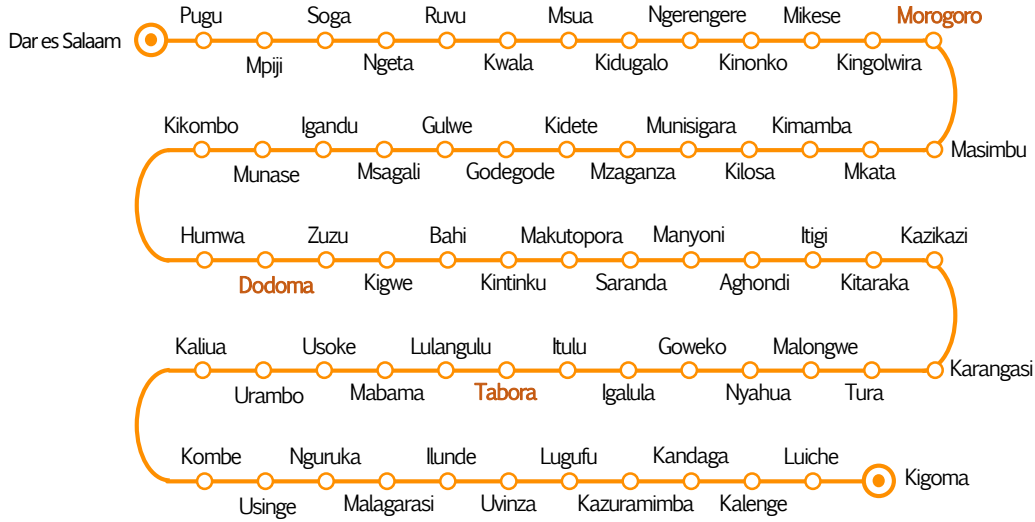 Pugu Soga Ruvu Msua Ngerengere Mikese Morogoro
Dar es Salaam
Mpiji Ngeta Kwala Kidugalo Kinonko Kingolwira
Kikombo Igandu Gulwe Kidete Munisigara Kimamba
Masimbu
Munase Msagali Godegode Mzaganza Kilosa Mkata
Humwa Zuzu Bahi Makutopora Manyoni Itigi Kazikazi
Dodoma Kigwe Kintinku Saranda Aghondi Kitaraka
Kaliua Usoke Lulangulu Itulu Goweko Malongwe
Karangasi
Urambo Mabama Tabora Igalula Nyahua Tura
Kombe Nguruka Ilunde Lugufu Kandaga Luiche
Kigoma
Usinge Malagarasi Uvinza Kazuramimba Kalenge